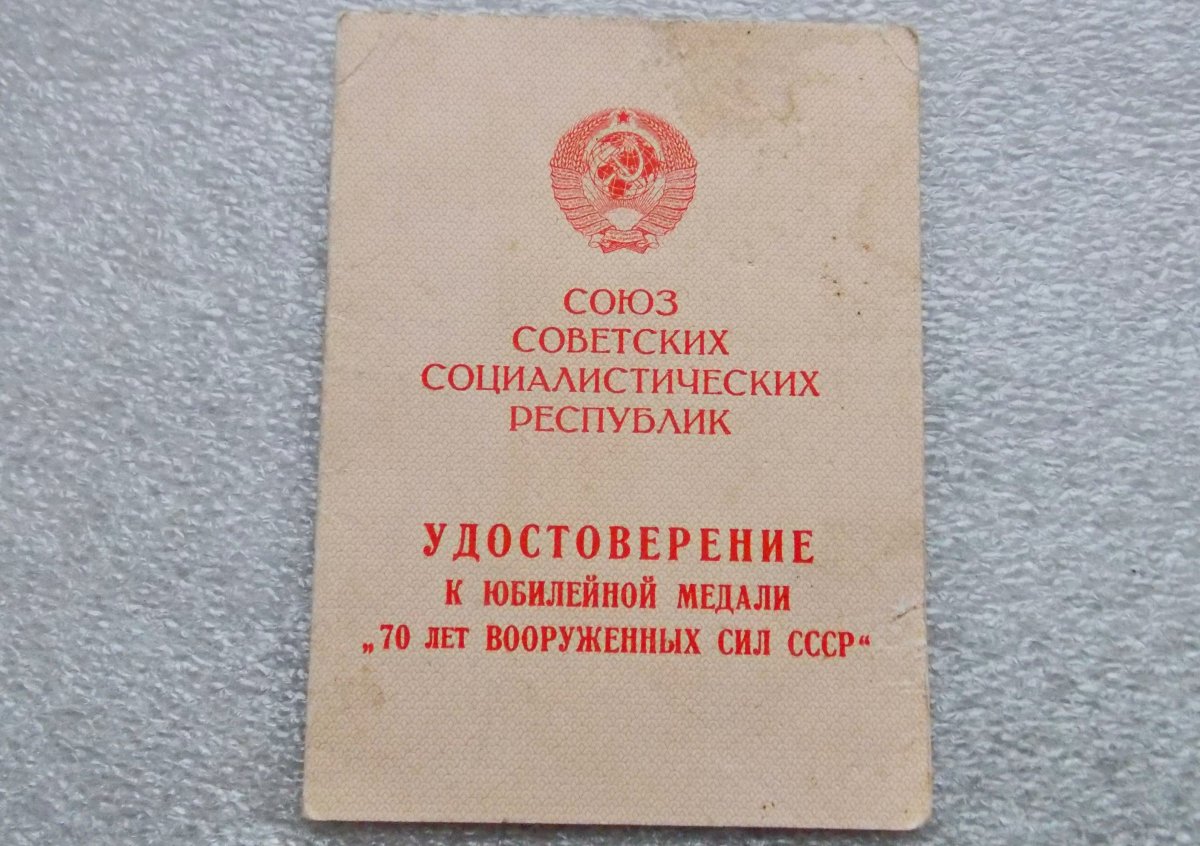 СОЮЗ
СОВЕТСКИХ
СОЦИАЛИСТИЧЕСКИХ
РЕСПУБЛИК
УДОСТОВЕРЕНИЕ
К ЮБИЛЕЙНОЙ МЕДАЛИ
„70 ЛЕТ ВООРУЖЕННЫХ СИЛ СССР“